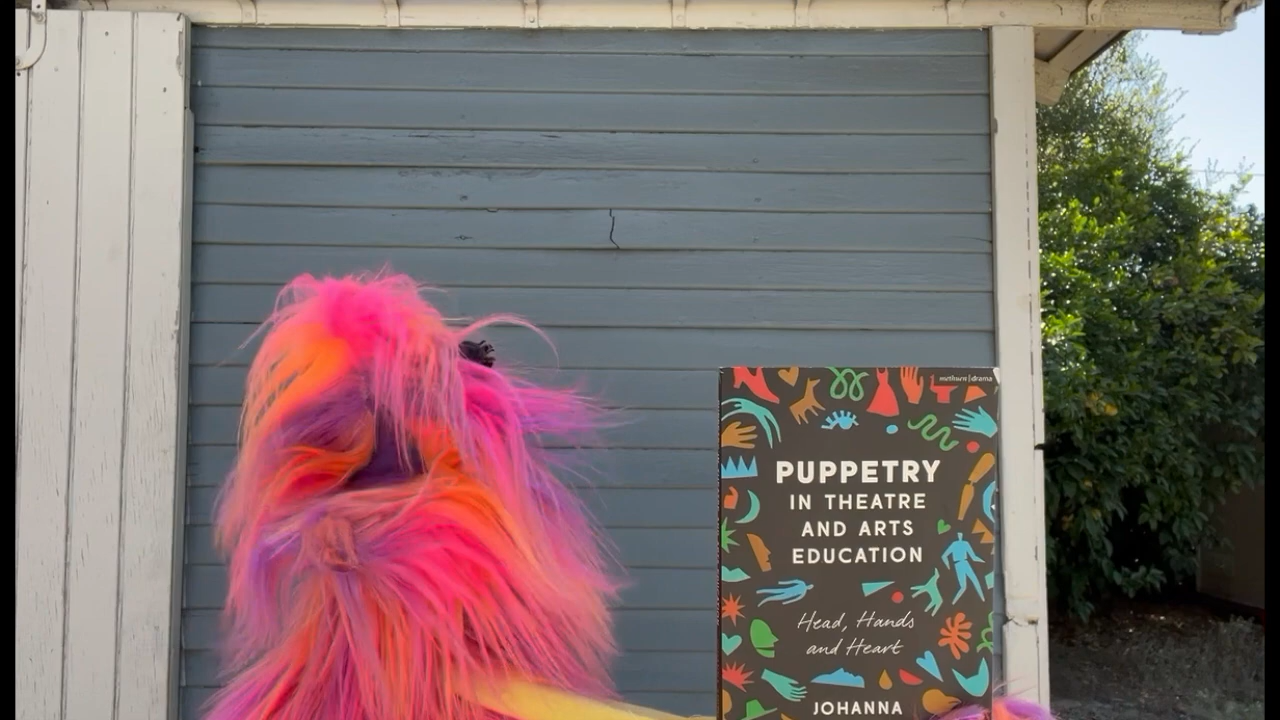 methuen | drama
PUPPETRY
IN THEATRE
AND ARTS
EDUCATION
Head, Hands
and Heart
JOHANNA